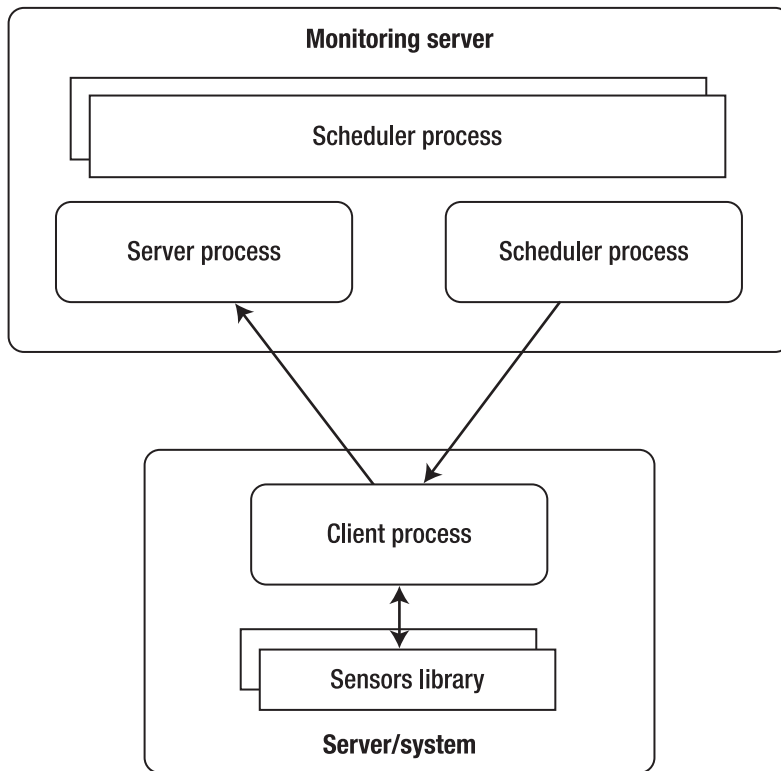 Monitoring server
Scheduler process
Server process
Scheduler process
Client process
Sensors library
Server/system